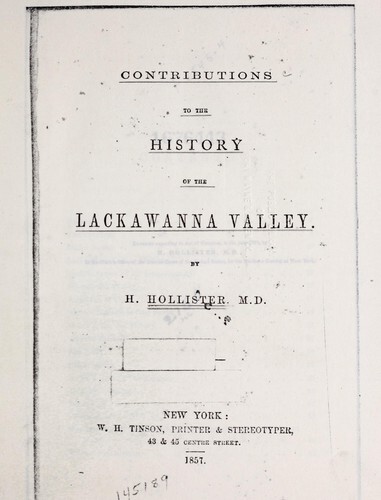 CONTRIBUTIONS
TO THE
HISTORY
OF THE
LACKAWANNA VALLEY.
BY
H. HOLLISTER, M.D.
NEW YORK:
W. H. TINSON, PRINTER & STEREOTYPER,
43 & 45 CENTRE STREET.
1857.
145189